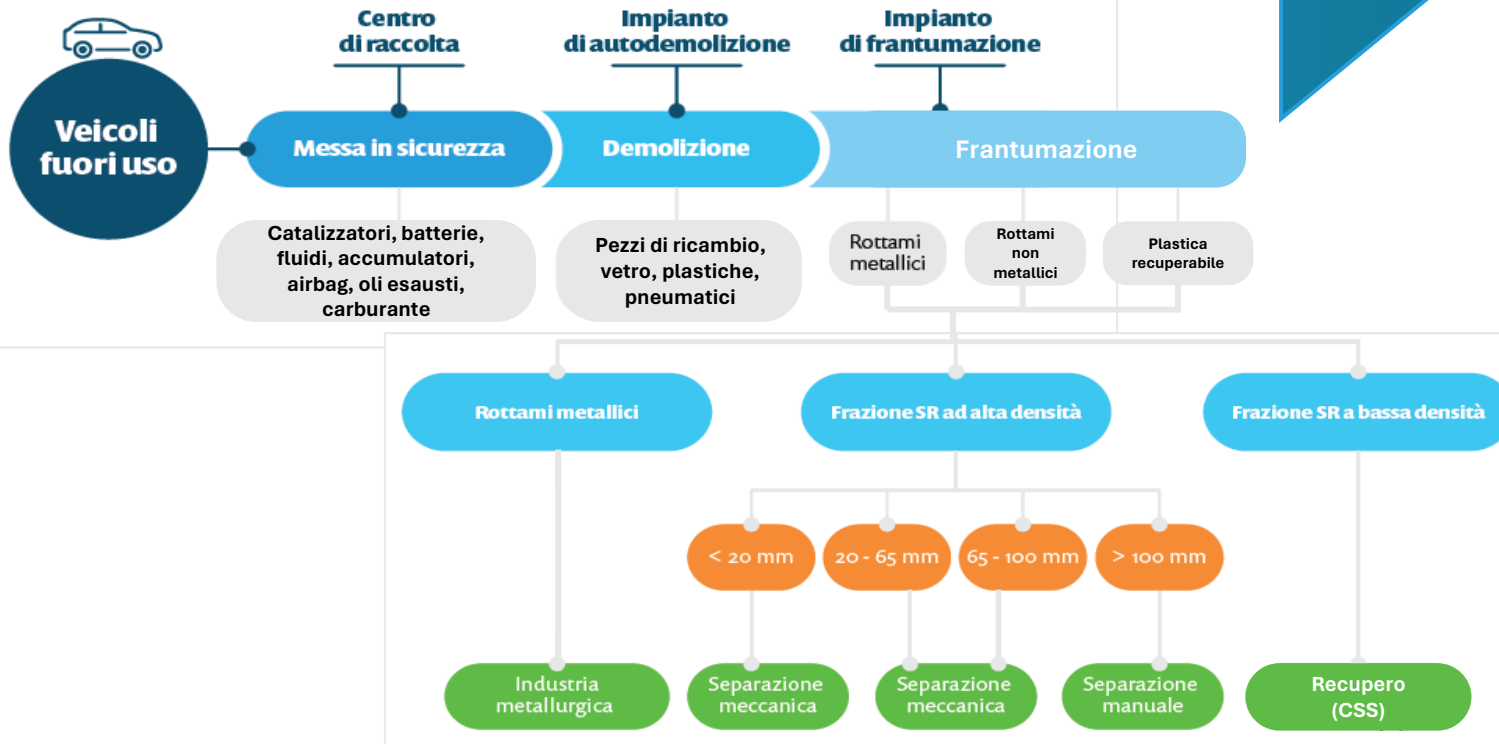 Centro
di raccolta
Impianto
di autodemolizione
Impianto
di frantumazione
Veicoli
fuori uso
Messa in sicurezza
Demolizione
Frantumazione
Catalizzatori, batterie,
fluidi, accumulatori,
airbag, oli esausti,
carburante
Pezzi di ricambio,
vetro, plastiche,
pneumatici
Rottami
metallici
Rottami
non
metallici
Plastica
recuperabile
Rottami metallici
Frazione SR ad alta densità
Frazione SR a bassa densità
< 20 mm
20 - 65 mm
65 - 100 mm
> 100 mm
Industria
metallurgica
Separazione
meccanica
Separazione
meccanica
Separazione
manuale
Recupero
(CSS)